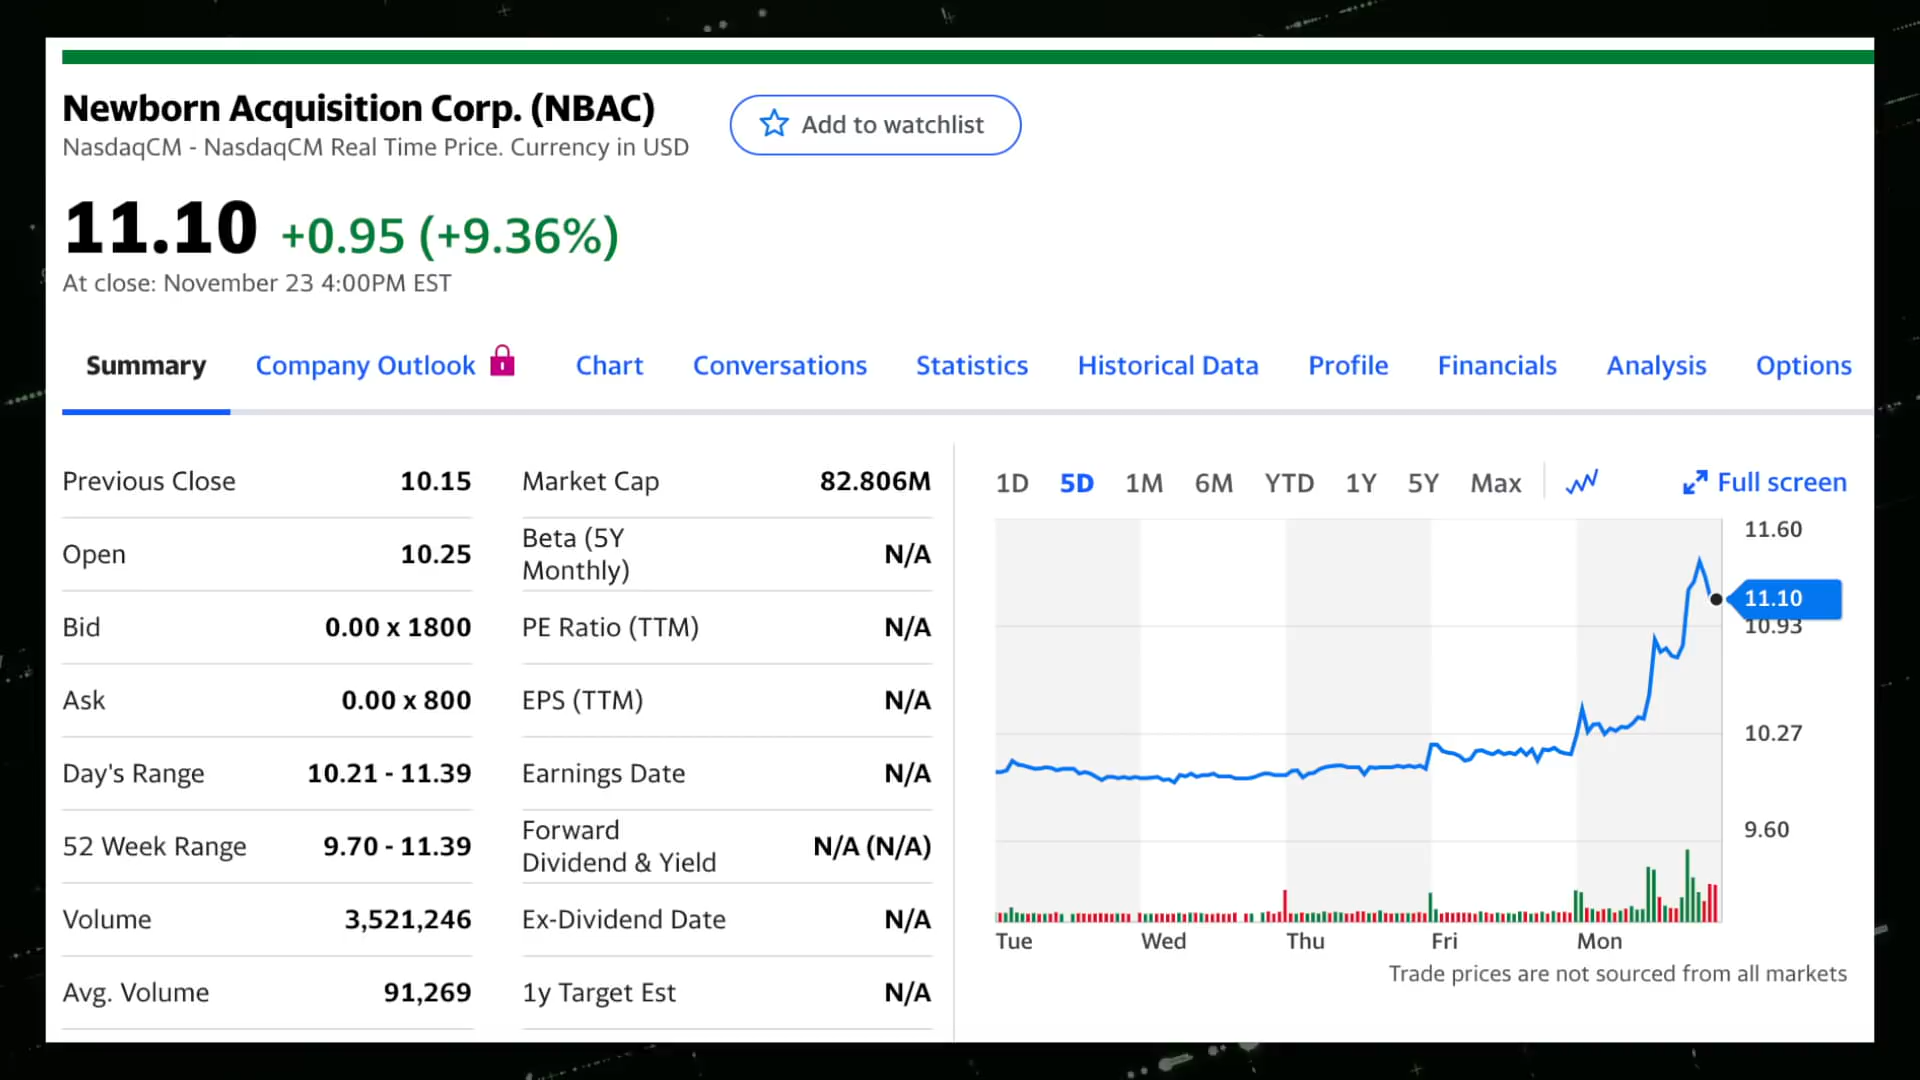 Newborn Acquisition Corp. (NBAC)
NasdaqCM - NasdaqCM Real Time Price. Currency in USD
Add to watchlist
11.10 +0.95 (+9.36%)
At close: November 23 4:00PM EST
Summary Company Outlook Chart Conversations Statistics Historical Data Profile Financials Analysis Options
Previous Close 10.15
Open 10.25
Bid 0.00 x 1800
Ask 0.00 x 800
Day's Range 10.21 - 11.39
52 Week Range 9.70 - 11.39
Volume 3,521,246
Avg. Volume 91,269
Market Cap 82.806M
Beta (5Y
Monthly) N/A
PE Ratio (TTM) N/A
EPS (TTM) N/A
Earnings Date N/A
Forward
Dividend & Yield N/A (N/A)
Ex-Dividend Date N/A
1y Target Est N/A
1D 5D 1M 6M YTD 1Y 5Y Max Full screen
11.60
11.10
10.93
10.27
9.60
Tue Wed Thu Fri Mon
Trade prices are not sourced from all markets